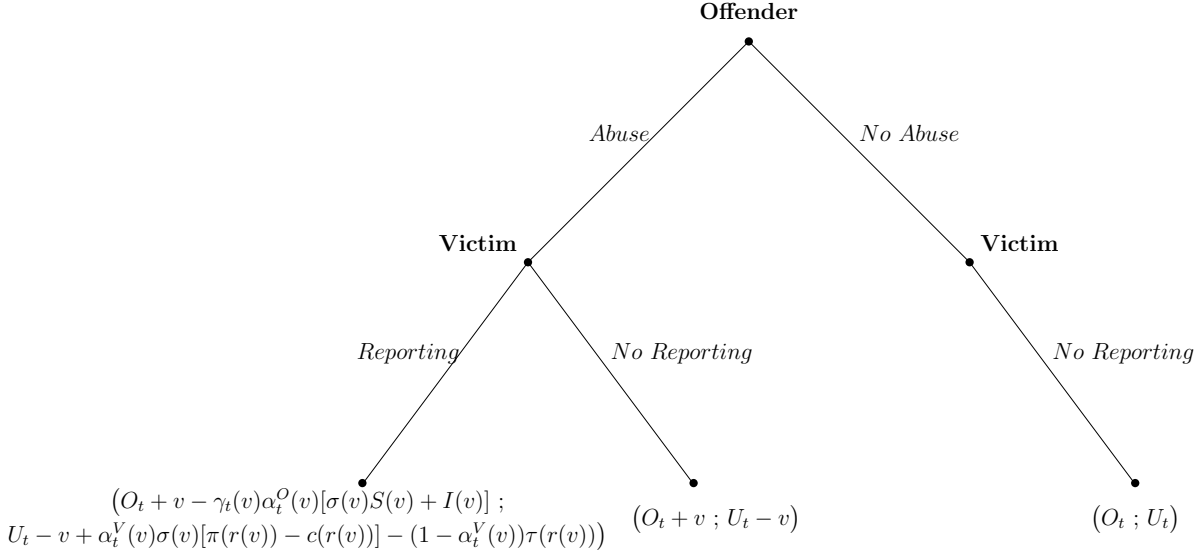 Offender
Abuse
No Abuse
Victim
Victim
Reporting
No Reporting
No Reporting
(O_t + v − γ_t(v)α_t^O(v)[σ(v)S(v) + I(v)] ;
U_t − v + α_t^V(v)σ(v)[π(r(v)) − c(r(v))] − (1 − α_t^V(v))τ(r(v)))
(O_t + v ; U_t − v)
(O_t ; U_t)